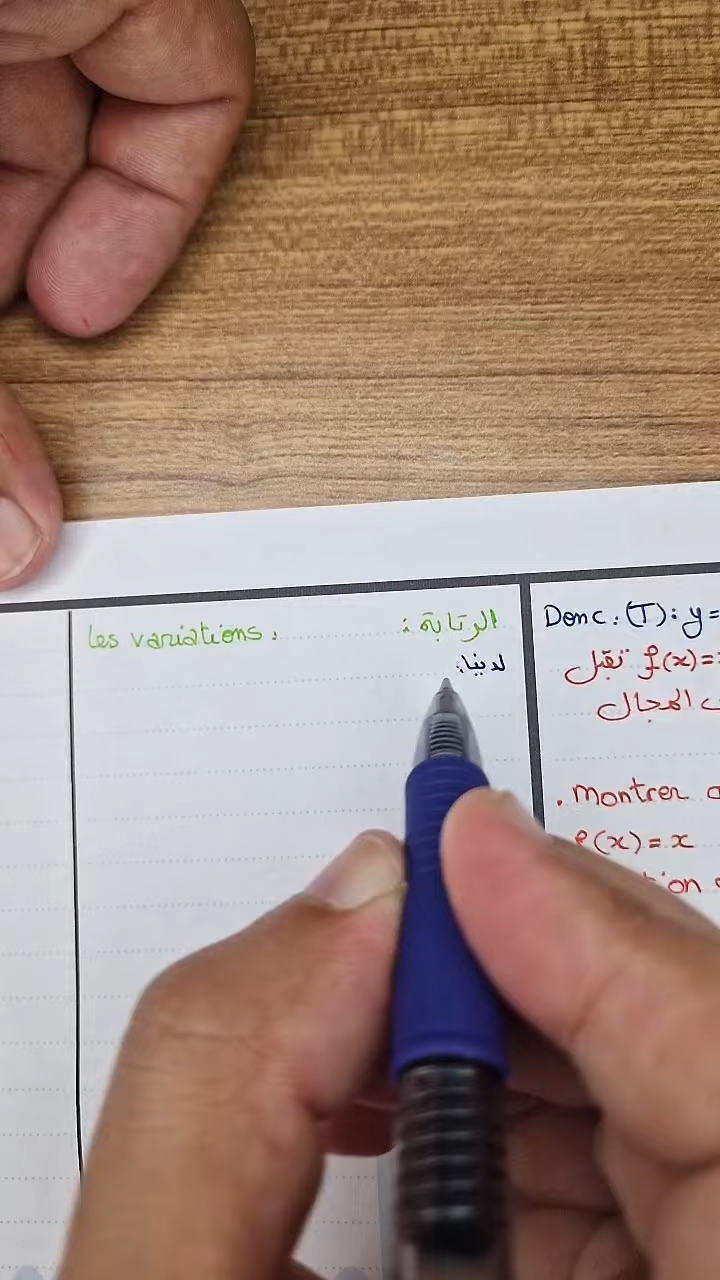 les variations : الرتابة :
لدينا:
Donc: (T): y=
تقبل f(x)=
المجال
. montrer
f(x)=x